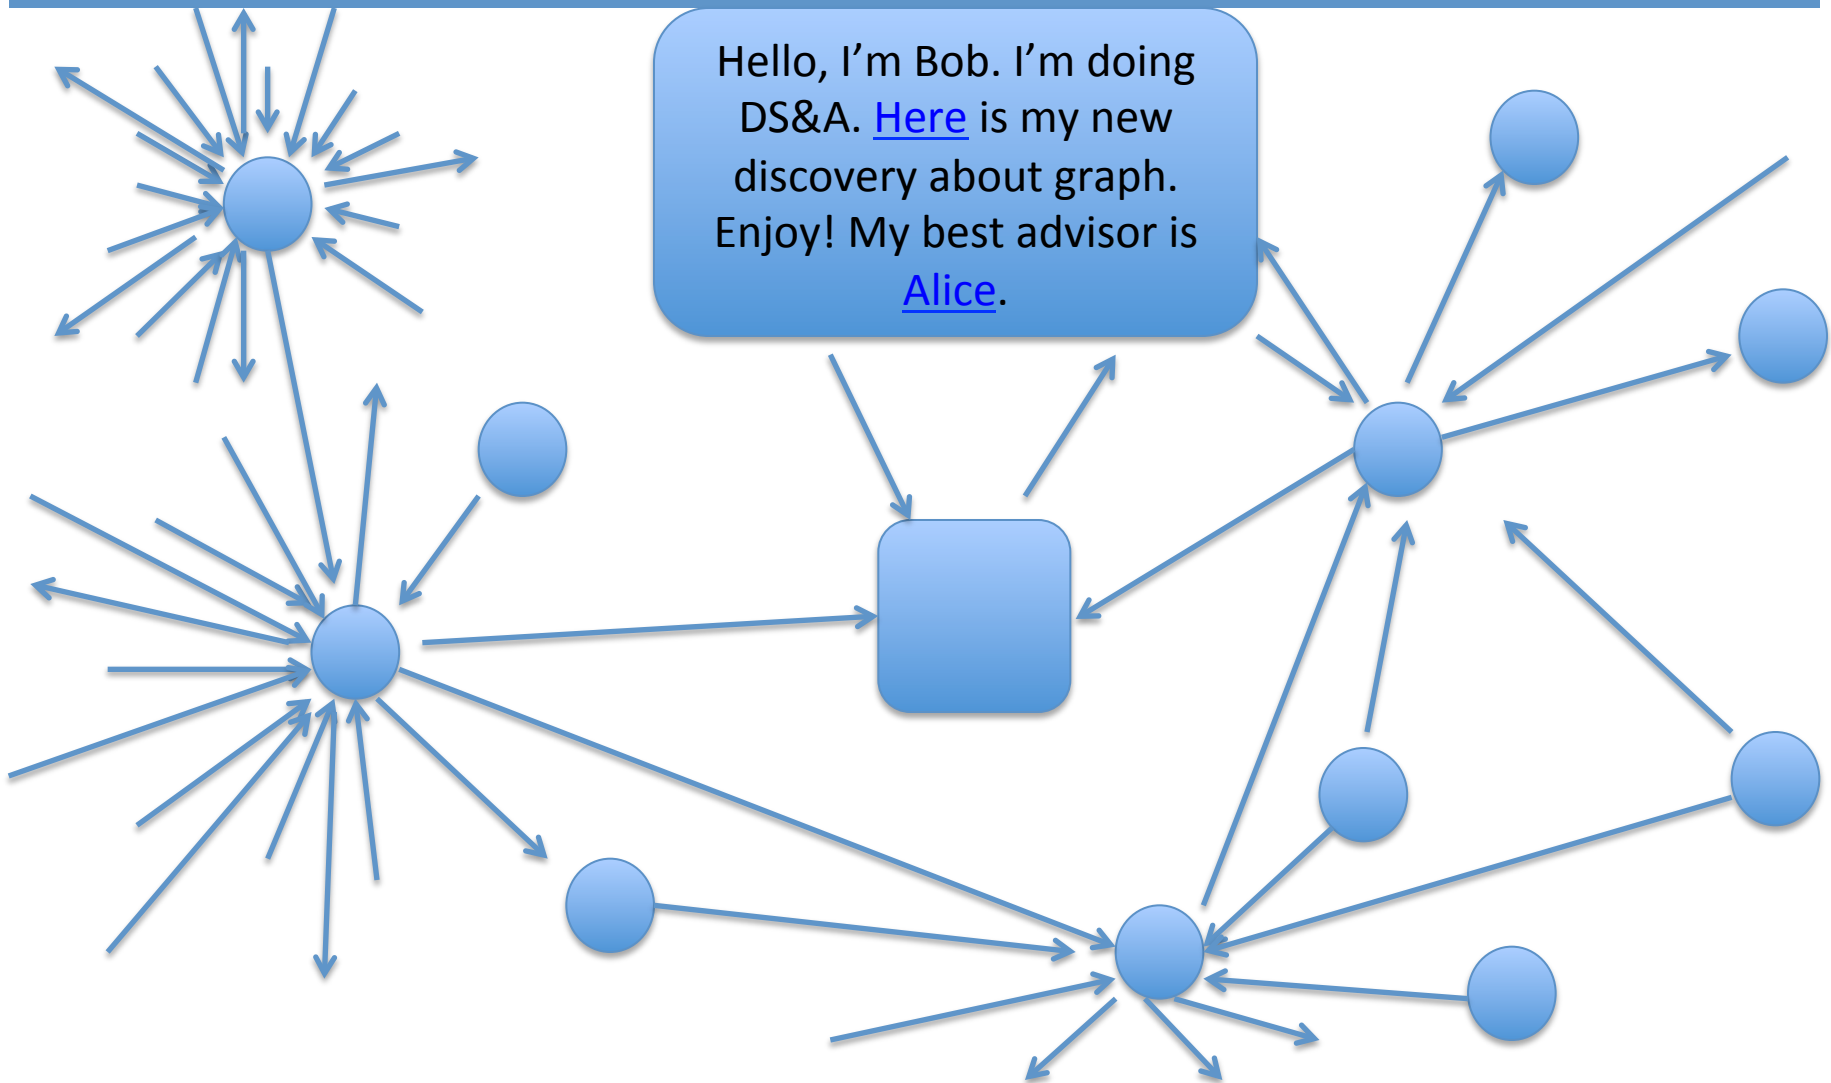 Hello, I’m Bob. I’m doing
DS&A. Here is my new
discovery about graph.
Enjoy! My best advisor is
Alice.